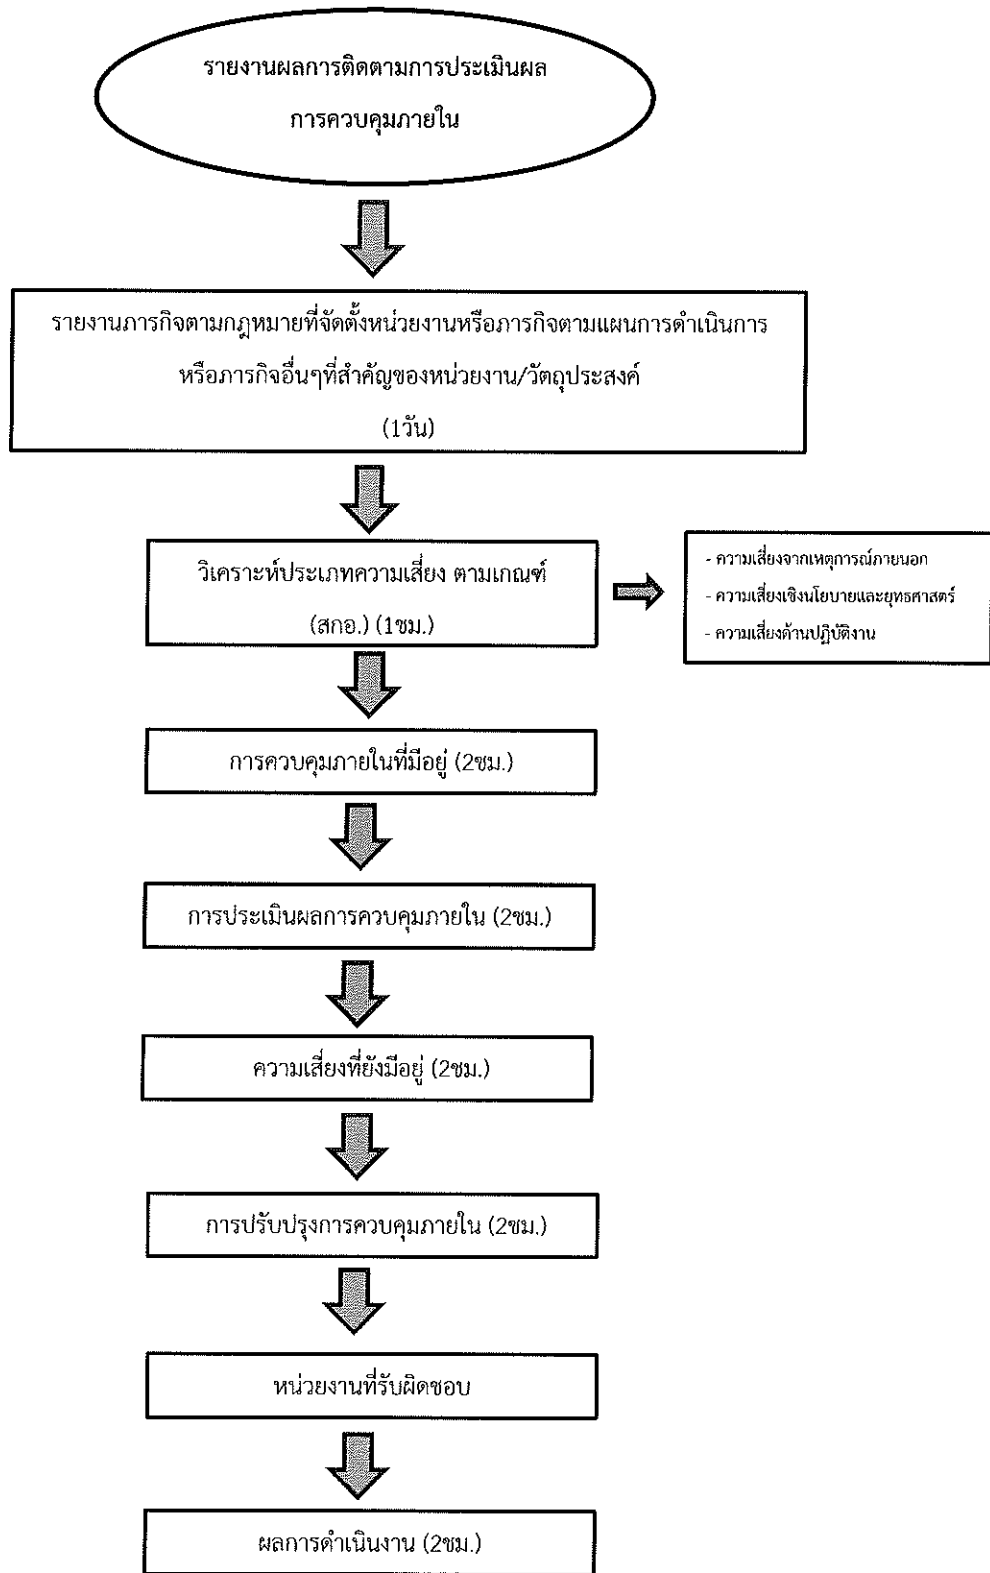 รายงานผลการติดตามการประเมินผล
การควบคุมภายใน
รายงานภารกิจตามกฎหมายที่จัดตั้งหน่วยงานหรือภารกิจตามแผนการดำเนินการ
หรือภารกิจอื่นๆที่สำคัญของหน่วยงาน/วัตถุประสงค์
(1วัน)
วิเคราะห์ประเภทความเสี่ยง ตามเกณฑ์
(สกอ.) (1ชม.)
- ความเสี่ยงจากเหตุการณ์ภายนอก
- ความเสี่ยงเชิงนโยบายและยุทธศาสตร์
- ความเสี่ยงด้านปฏิบัติงาน
การควบคุมภายในที่มีอยู่ (2ชม.)
การประเมินผลการควบคุมภายใน (2ชม.)
ความเสี่ยงที่ยังมีอยู่ (2ชม.)
การปรับปรุงการควบคุมภายใน (2ชม.)
หน่วยงานที่รับผิดชอบ
ผลการดำเนินงาน (2ชม.)